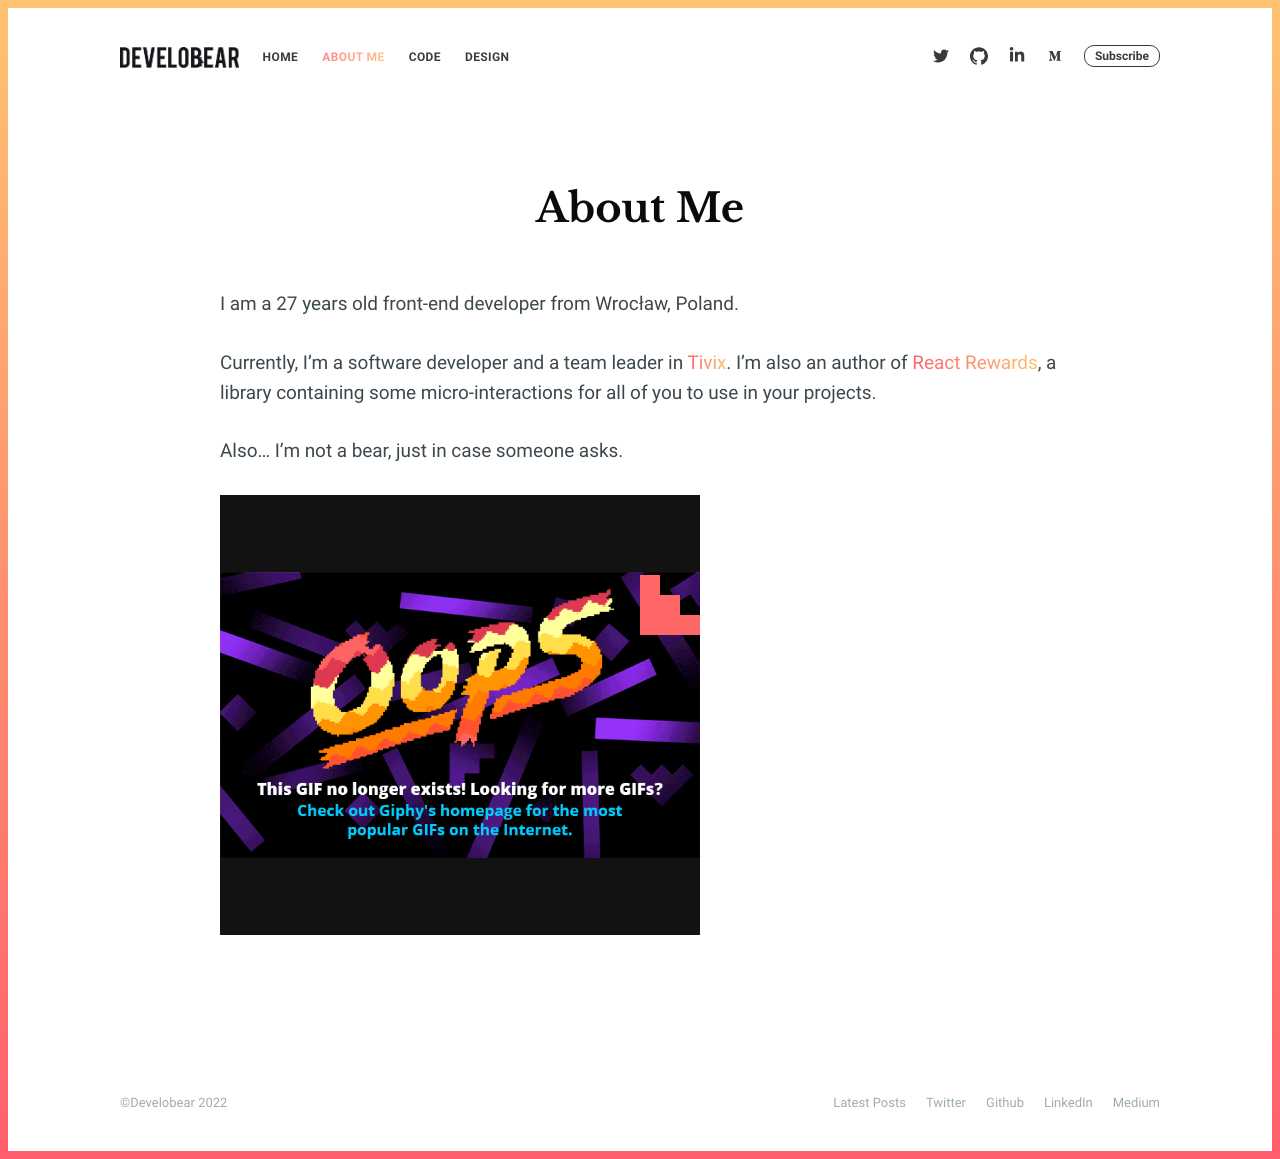 DEVELOBEAR HOME ABOUT ME CODE DESIGN M Subscribe
About Me
I am a 27 years old front-end developer from Wrocław, Poland.
Currently, I’m a software developer and a team leader in Tivix. I’m also an author of React Rewards, a
library containing some micro-interactions for all of you to use in your projects.
Also… I’m not a bear, just in case someone asks.
OOPS
This GIF no longer exists! Looking for more GIFs?
Check out Giphy's homepage for the most
popular GIFs on the Internet.
©Develobear 2022 Latest Posts Twitter Github LinkedIn Medium